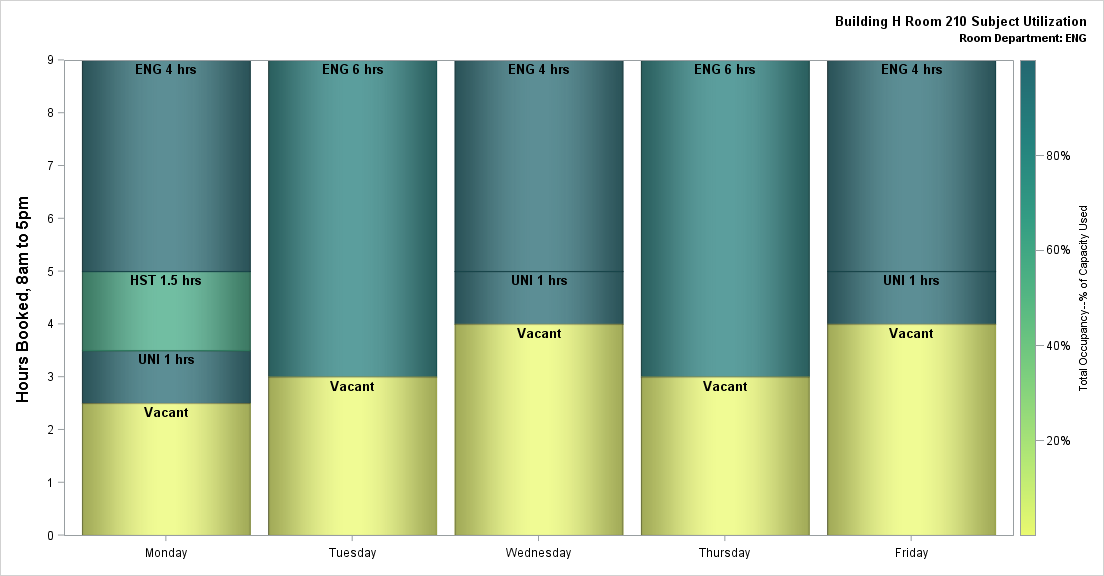 Building H Room 210 Subject Utilization
Room Department: ENG
Hours Booked, 8am to 5pm
9
8
7
6
5
4
3
2
1
0
ENG 4 hrs
HST 1.5 hrs
UNI 1 hrs
Vacant
ENG 6 hrs
Vacant
ENG 4 hrs
UNI 1 hrs
Vacant
ENG 6 hrs
Vacant
ENG 4 hrs
UNI 1 hrs
Vacant
Monday
Tuesday
Wednesday
Thursday
Friday
80%
60%
40%
20%
Total Occupancy--% of Capacity Used